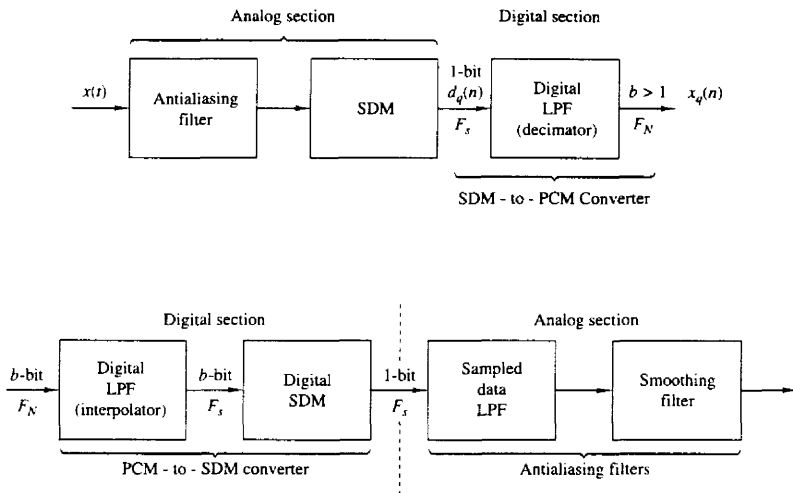 Analog section
Digital section
x(t)
Antialiasing
filter
SDM
1-bit
d_q(n)
F_s
Digital
LPF
(decimator)
b > 1
F_N
x_q(n)
SDM - to - PCM Converter
Digital section
Analog section
b-bit
F_N
Digital
LPF
(interpolator)
b-bit
F_s
Digital
SDM
1-bit
F_s
Sampled
data
LPF
Smoothing
filter
PCM - to - SDM converter
Antialiasing filters